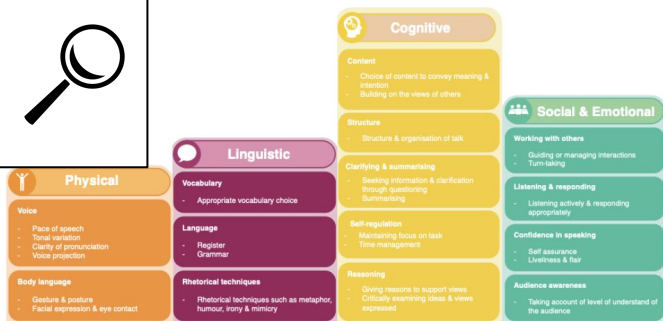 Physical
Voice
- Pace of speech
- Tonal variation
- Clarity of pronunciation
- Voice projection
Body language
- Gesture & posture
- Facial expression & eye contact
Linguistic
Vocabulary
- Appropriate vocabulary choice
Language
- Register
- Grammar
Rhetorical techniques
- Rhetorical techniques such as metaphor,
humour, irony & mimicry
Cognitive
Content
- Choice of content to convey meaning &
intention
- Building on the views of others
Structure
- Structure & organisation of talk
Clarifying & summarising
- Seeking information & clarification
through questioning
- Summarising
Self-regulation
- Maintaining focus on task
- Time management
Reasoning
- Giving reasons to support views
- Critically examining ideas & views
expressed
Social & Emotional
Working with others
- Guiding or managing interactions
- Turn-taking
Listening & responding
- Listening actively & responding
appropriately
Confidence in speaking
- Self assurance
- Liveliness & flair
Audience awareness
- Taking account of level of understand of
the audience